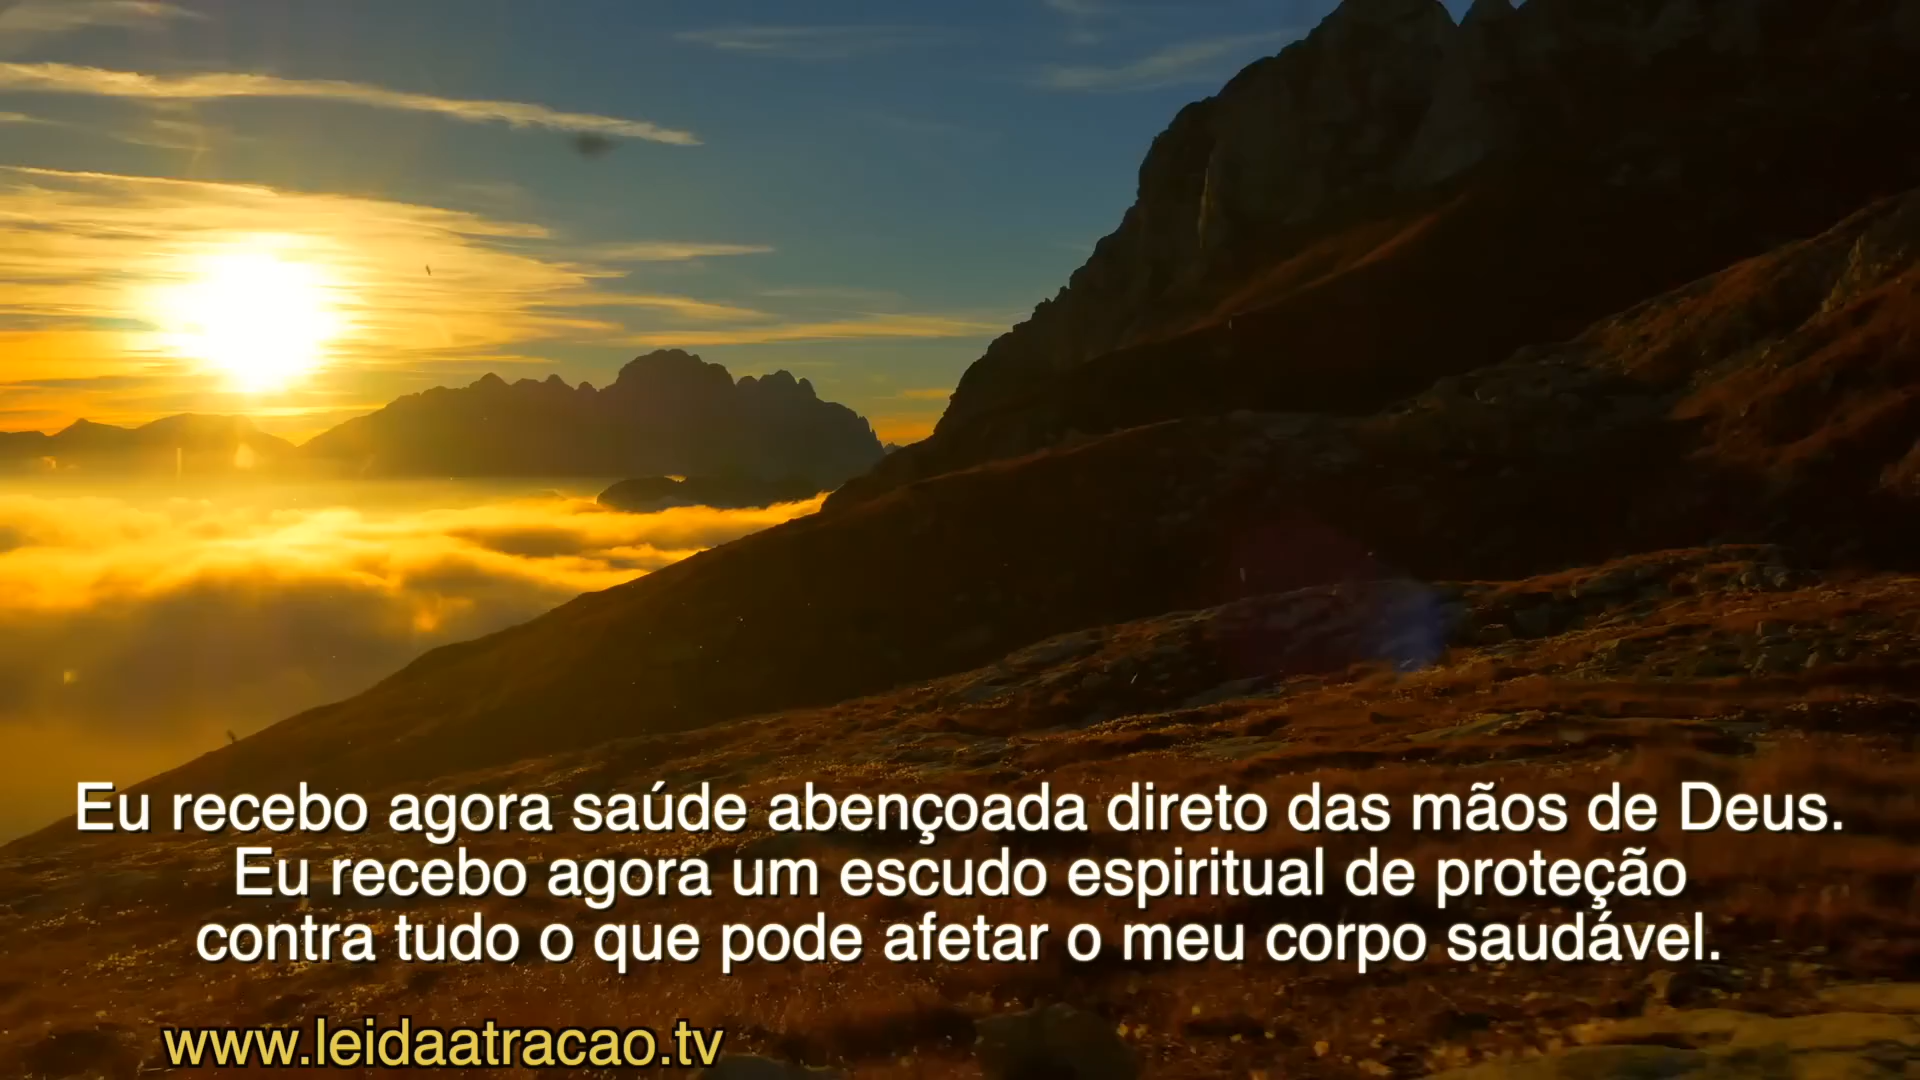 Eu recebo agora saúde abençoada direto das mãos de Deus.
Eu recebo agora um escudo espiritual de proteção
contra tudo o que pode afetar o meu corpo saudável.
www.leidaatracao.tv